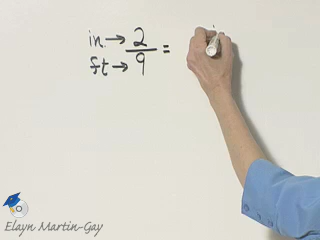 in. → 2 =
ft → 9
Elayn Martin-Gay